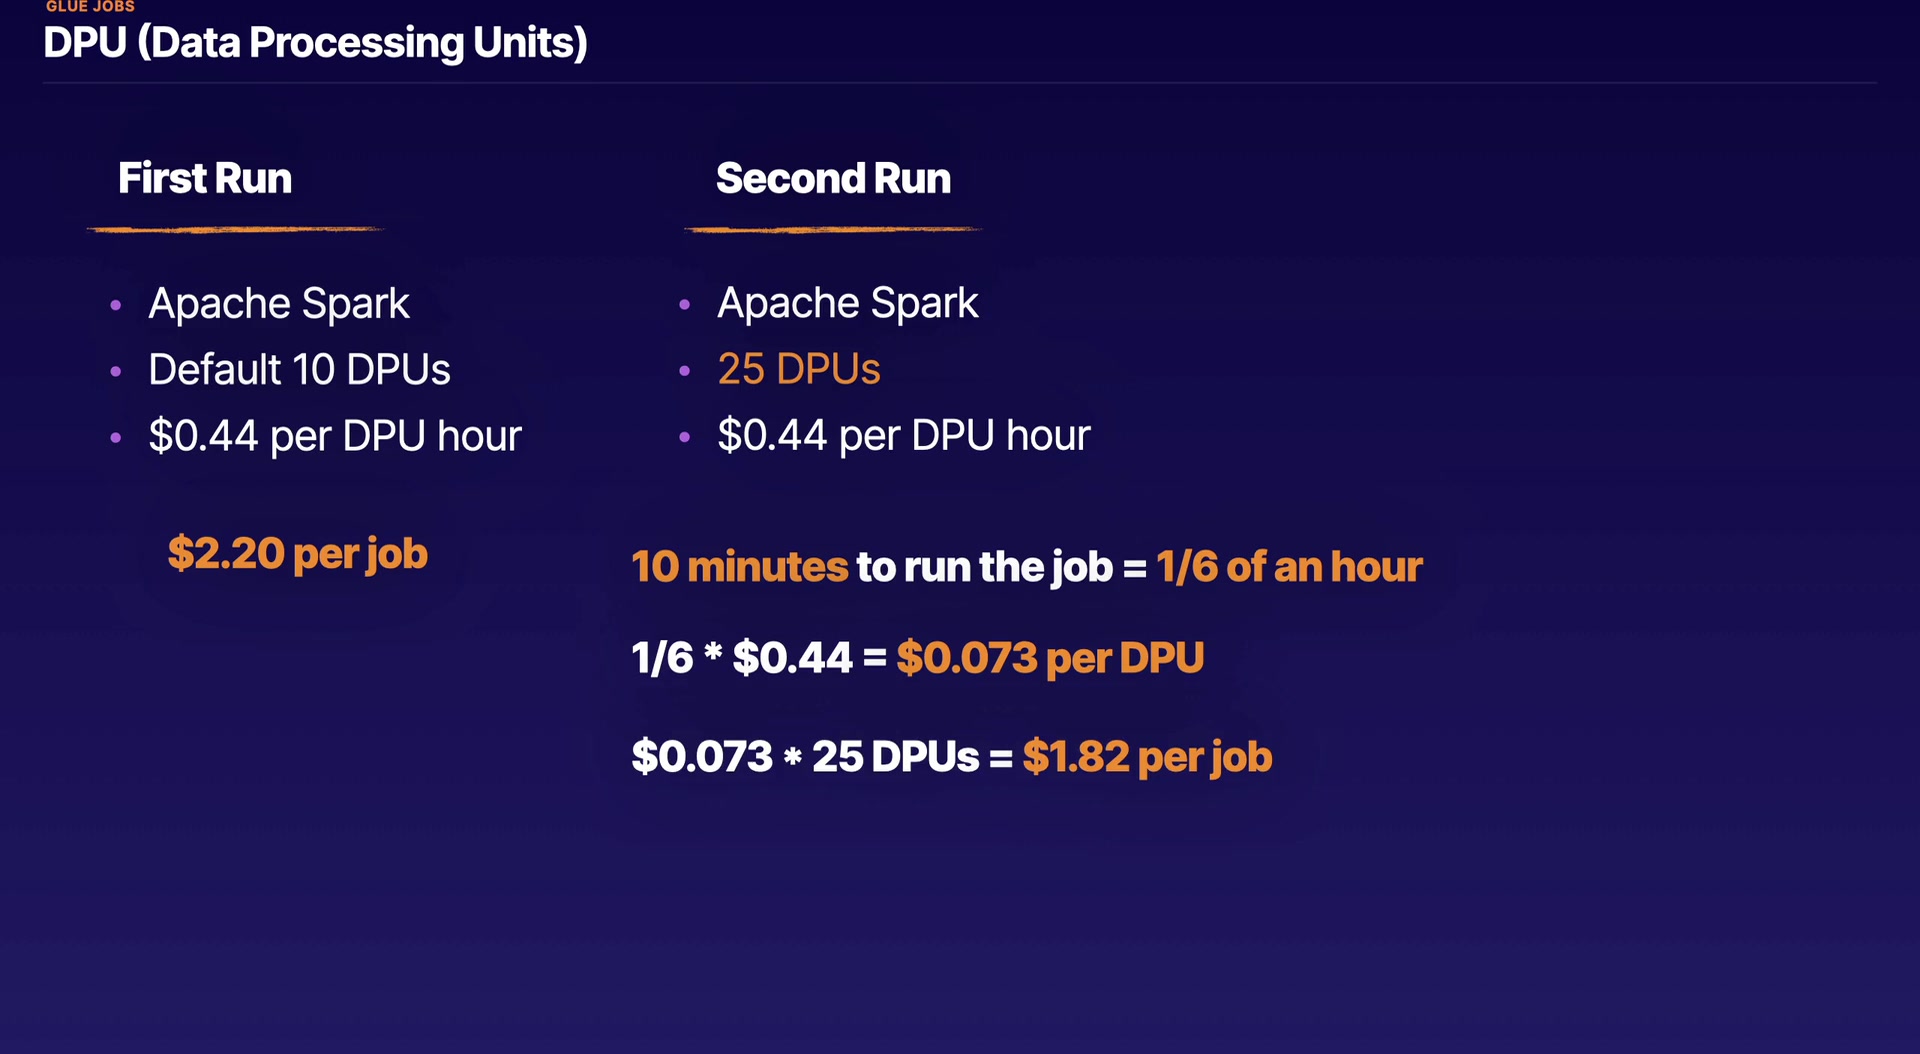 GLUE JOBS
DPU (Data Processing Units)
First Run
• Apache Spark
• Default 10 DPUs
• $0.44 per DPU hour
$2.20 per job
Second Run
• Apache Spark
• 25 DPUs
• $0.44 per DPU hour
10 minutes to run the job = 1/6 of an hour
1/6 * $0.44 = $0.073 per DPU
$0.073 * 25 DPUs = $1.82 per job